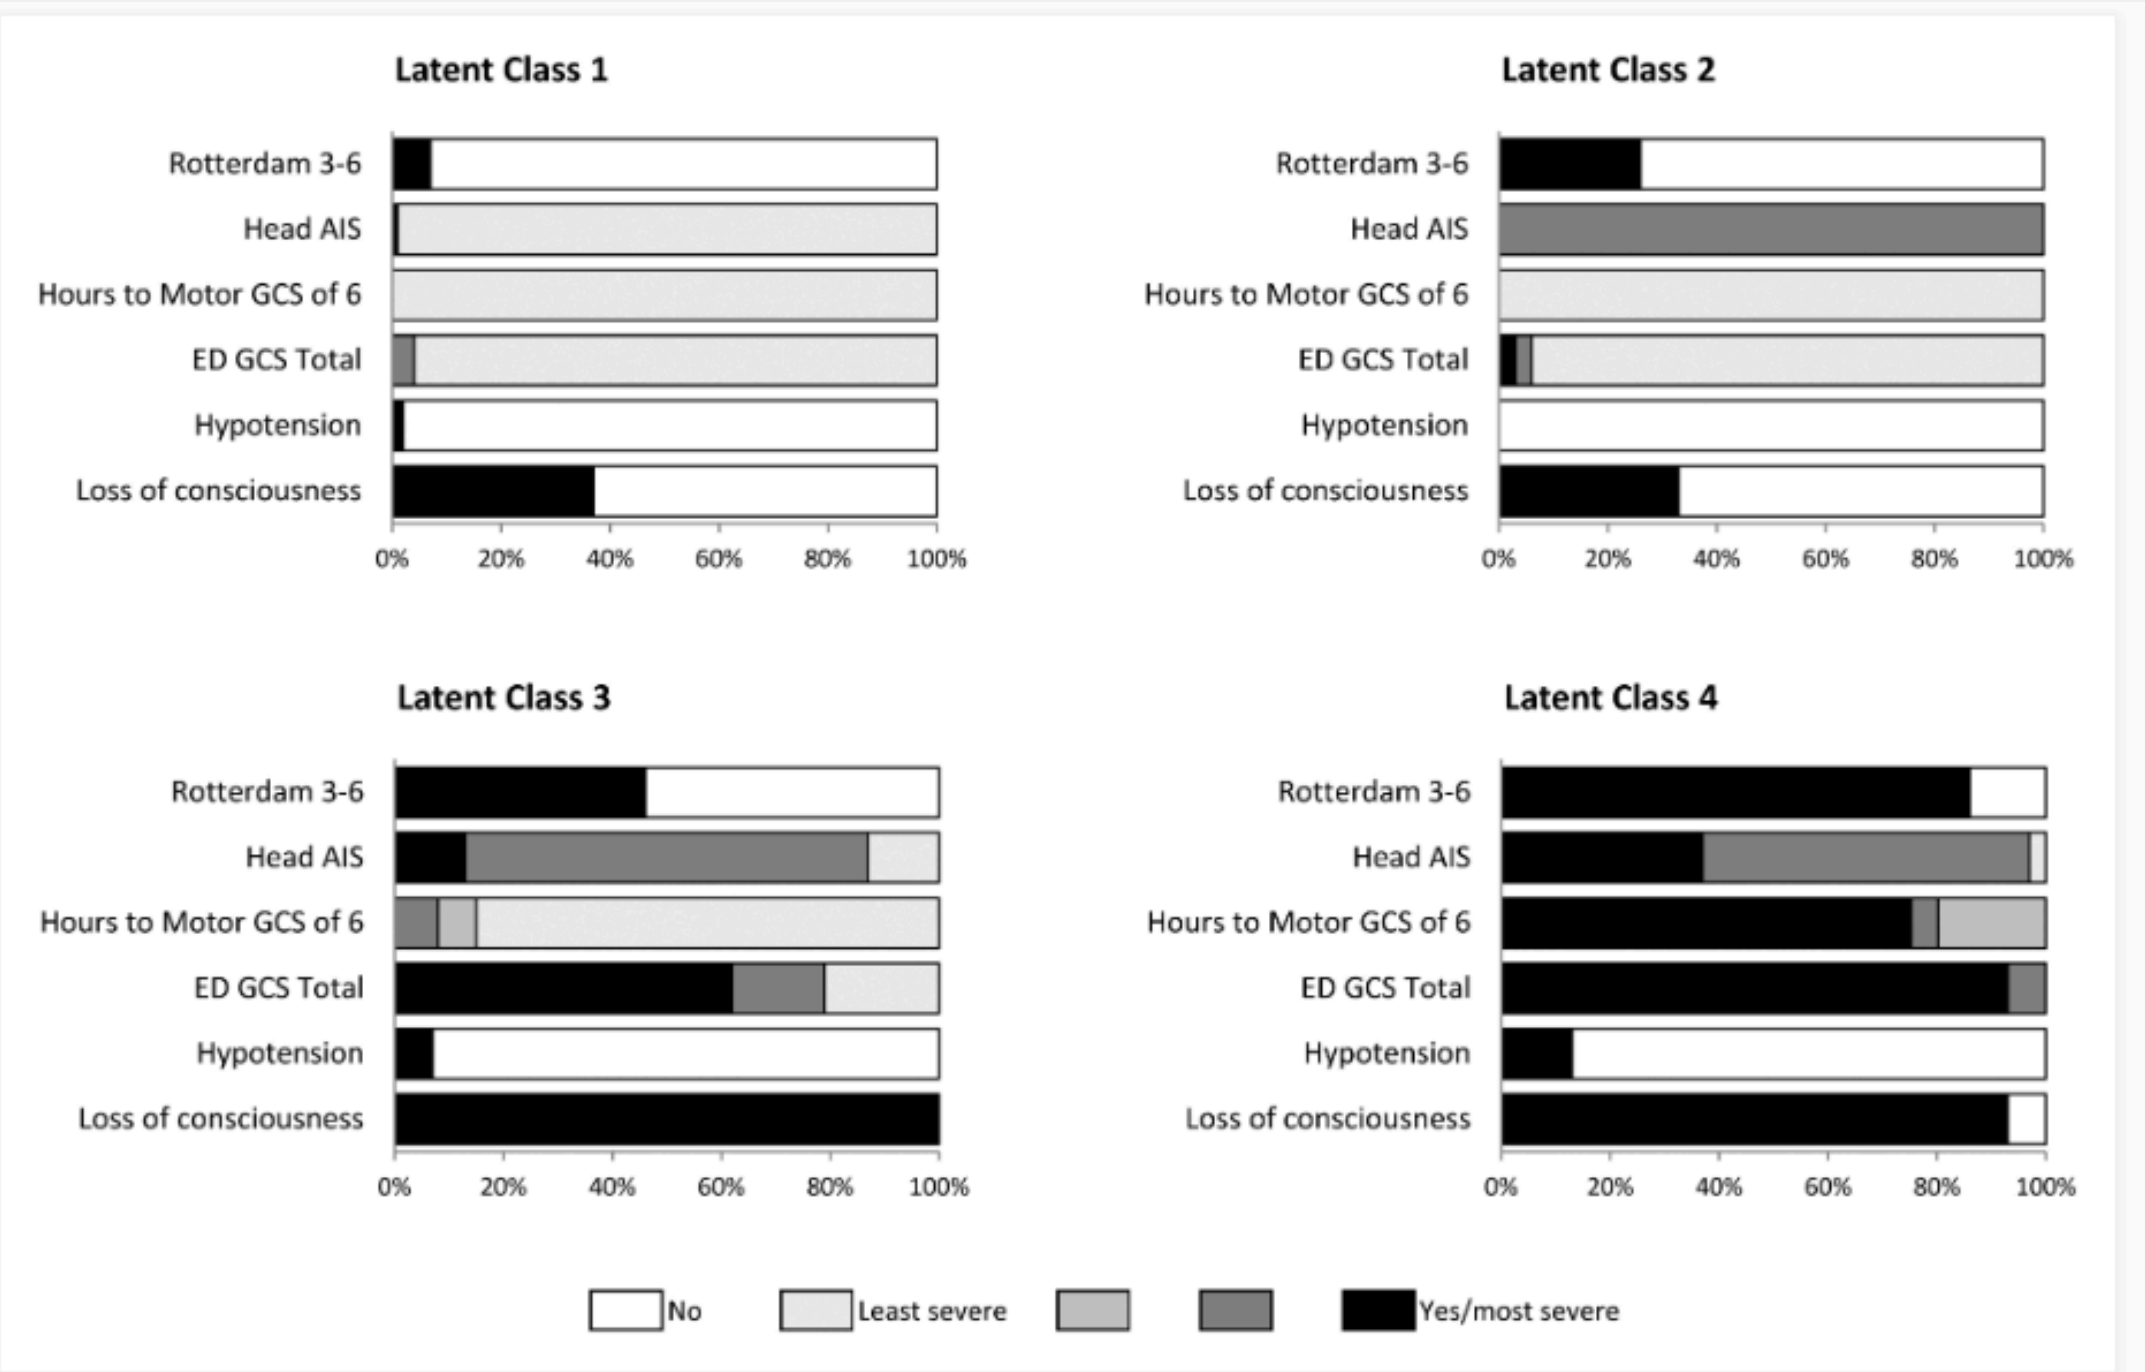 Latent Class 1
Rotterdam 3-6
Head AIS
Hours to Motor GCS of 6
ED GCS Total
Hypotension
Loss of consciousness
0% 20% 40% 60% 80% 100%
Latent Class 2
Rotterdam 3-6
Head AIS
Hours to Motor GCS of 6
ED GCS Total
Hypotension
Loss of consciousness
0% 20% 40% 60% 80% 100%
Latent Class 3
Rotterdam 3-6
Head AIS
Hours to Motor GCS of 6
ED GCS Total
Hypotension
Loss of consciousness
0% 20% 40% 60% 80% 100%
Latent Class 4
Rotterdam 3-6
Head AIS
Hours to Motor GCS of 6
ED GCS Total
Hypotension
Loss of consciousness
0% 20% 40% 60% 80% 100%
No Least severe Yes/most severe